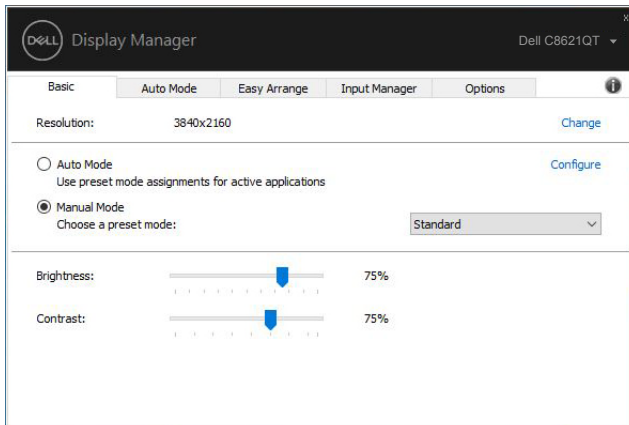 x
DELL Display Manager Dell C8621QT
Basic Auto Mode Easy Arrange Input Manager Options i
Resolution: 3840x2160 Change
Auto Mode Configure
Use preset mode assignments for active applications
Manual Mode
Choose a preset mode: Standard
Brightness: 75%
Contrast: 75%